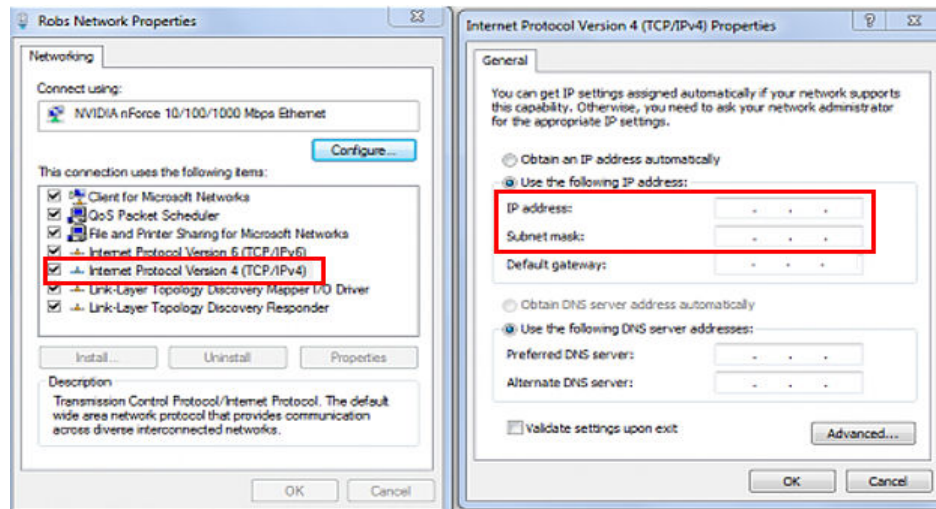 Robs Network Properties
Networking
Connect using:
NVIDIA nForce 10/100/1000 Mbps Ethernet
Configure...
This connection uses the following items:
Client for Microsoft Networks
QoS Packet Scheduler
File and Printer Sharing for Microsoft Networks
Internet Protocol Version 6 (TCP/IPv6)
Internet Protocol Version 4 (TCP/IPv4)
Link-Layer Topology Discovery Mapper I/O Driver
Link-Layer Topology Discovery Responder
Install...
Uninstall
Properties
Description
Transmission Control Protocol/Internet Protocol. The default
wide area network protocol that provides communication
across diverse interconnected networks.
OK
Cancel
Internet Protocol Version 4 (TCP/IPv4) Properties
General
You can get IP settings assigned automatically if your network supports
this capability. Otherwise, you need to ask your network administrator
for the appropriate IP settings.
Obtain an IP address automatically
Use the following IP address:
IP address:
Subnet mask:
Default gateway:
Obtain DNS server address automatically
Use the following DNS server addresses:
Preferred DNS server:
Alternate DNS server:
Validate settings upon exit
Advanced...
OK
Cancel